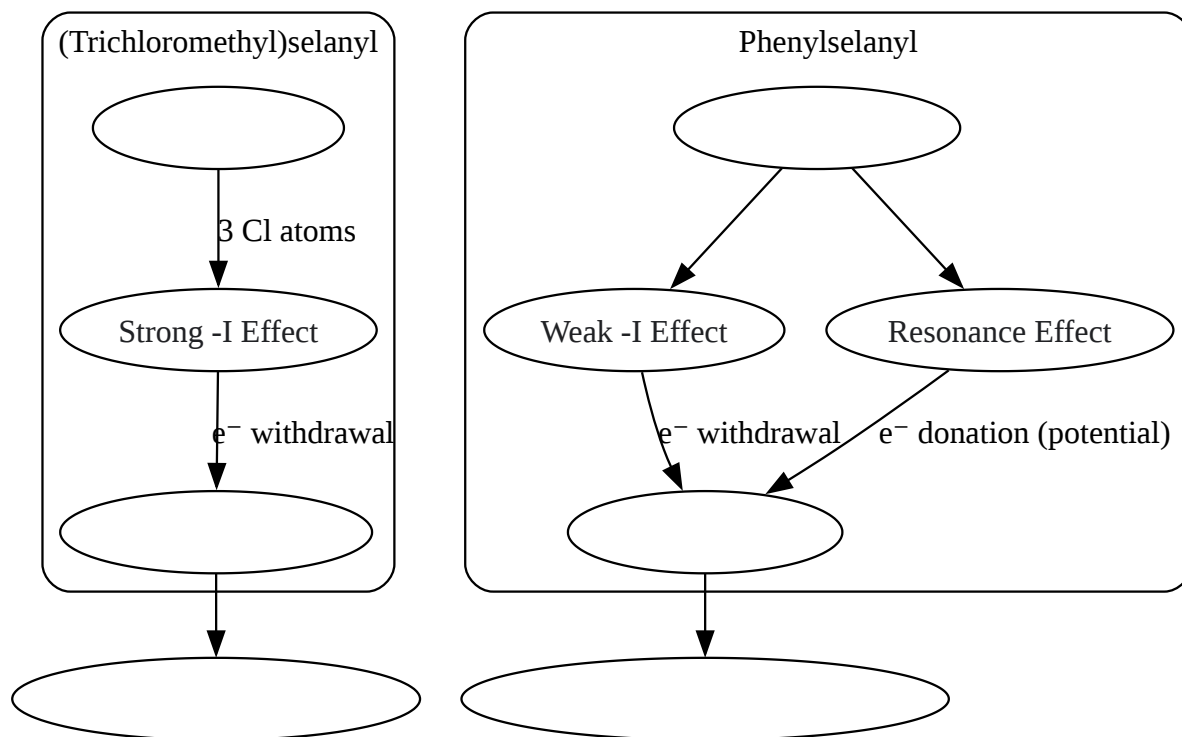 (Trichloromethyl)selanyl
3 Cl atoms
Strong -I Effect
e⁻ withdrawal
Phenylselanyl
Weak -I Effect
Resonance Effect
e⁻ withdrawal
e⁻ donation (potential)